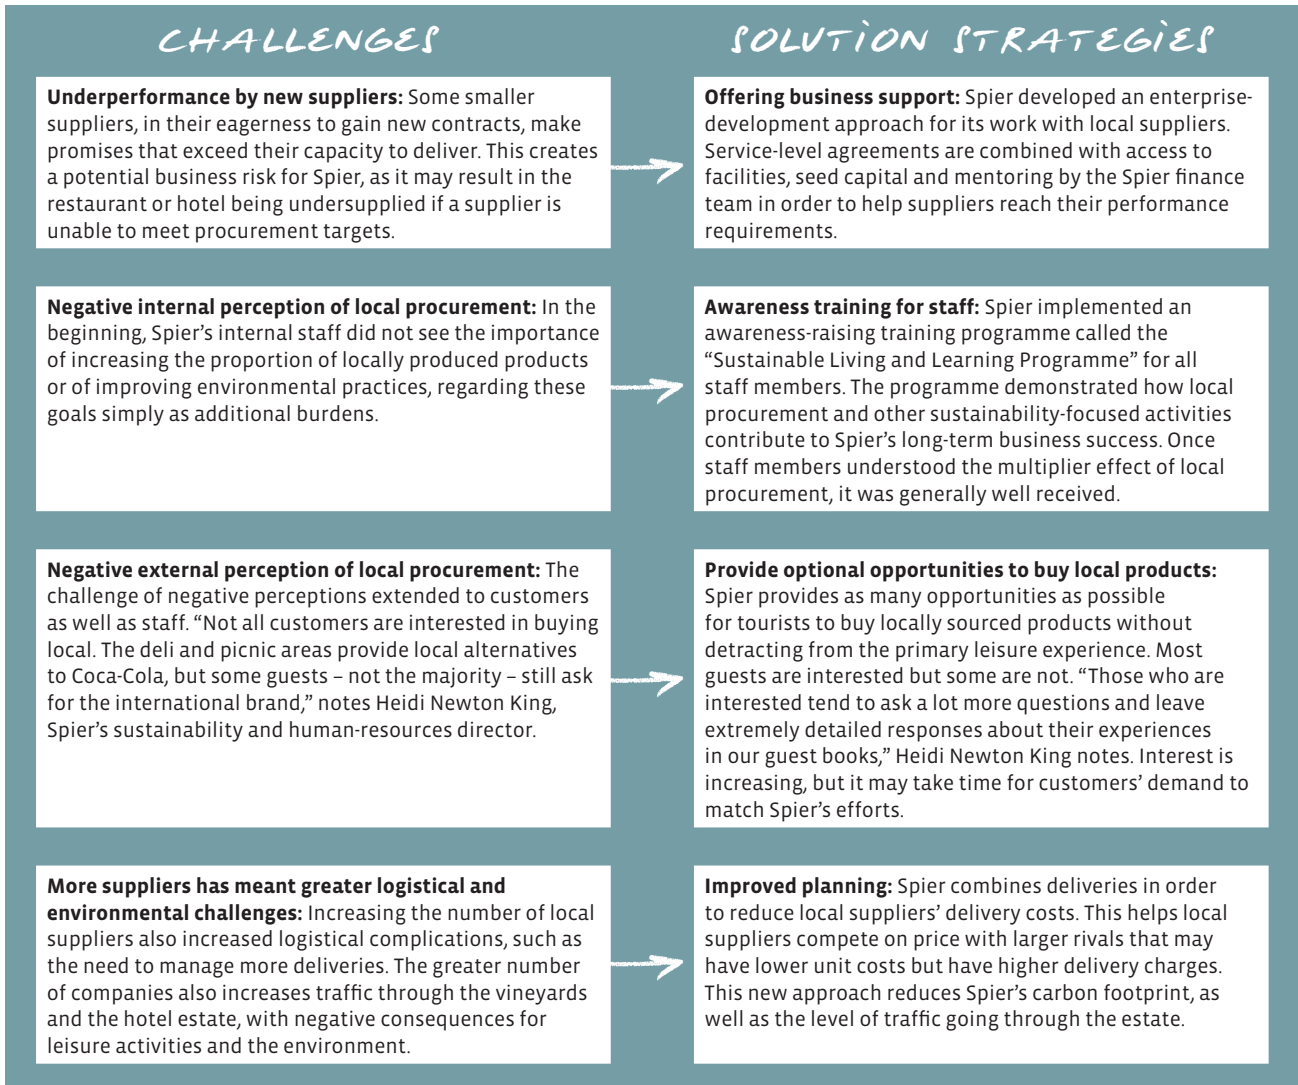 CHALLENGES
SOLUTION STRATEGIES
Underperformance by new suppliers: Some smaller
suppliers, in their eagerness to gain new contracts, make
promises that exceed their capacity to deliver. This creates
a potential business risk for Spier, as it may result in the
restaurant or hotel being undersupplied if a supplier is
unable to meet procurement targets.
Offering business support: Spier developed an enterprise-
development approach for its work with local suppliers.
Service-level agreements are combined with access to
facilities, seed capital and mentoring by the Spier finance
team in order to help suppliers reach their performance
requirements.
Negative internal perception of local procurement: In the
beginning, Spier’s internal staff did not see the importance
of increasing the proportion of locally produced products
or of improving environmental practices, regarding these
goals simply as additional burdens.
Awareness training for staff: Spier implemented an
awareness-raising training programme called the
“Sustainable Living and Learning Programme” for all
staff members. The programme demonstrated how local
procurement and other sustainability-focused activities
contribute to Spier’s long-term business success. Once
staff members understood the multiplier effect of local
procurement, it was generally well received.
Negative external perception of local procurement: The
challenge of negative perceptions extended to customers
as well as staff. “Not all customers are interested in buying
local. The deli and picnic areas provide local alternatives
to Coca-Cola, but some guests – not the majority – still ask
for the international brand,” notes Heidi Newton King,
Spier’s sustainability and human-resources director.
Provide optional opportunities to buy local products:
Spier provides as many opportunities as possible
for tourists to buy locally sourced products without
detracting from the primary leisure experience. Most
guests are interested but some are not. “Those who are
interested tend to ask a lot more questions and leave
extremely detailed responses about their experiences
in our guest books,” Heidi Newton King notes. Interest is
increasing, but it may take time for customers’ demand to
match Spier’s efforts.
More suppliers has meant greater logistical and
environmental challenges: Increasing the number of local
suppliers also increased logistical complications, such as
the need to manage more deliveries. The greater number
of companies also increases traffic through the vineyards
and the hotel estate, with negative consequences for
leisure activities and the environment.
Improved planning: Spier combines deliveries in order
to reduce local suppliers’ delivery costs. This helps local
suppliers compete on price with larger rivals that may
have lower unit costs but have higher delivery charges.
This new approach reduces Spier’s carbon footprint, as
well as the level of traffic going through the estate.